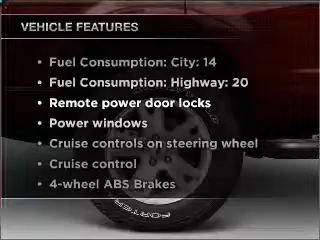 VEHICLE FEATURES
• Fuel Consumption: City: 14
• Fuel Consumption: Highway: 20
• Remote power door locks
• Power windows
• Cruise controls on steering wheel
• Cruise control
• 4-wheel ABS Brakes
FORTERA